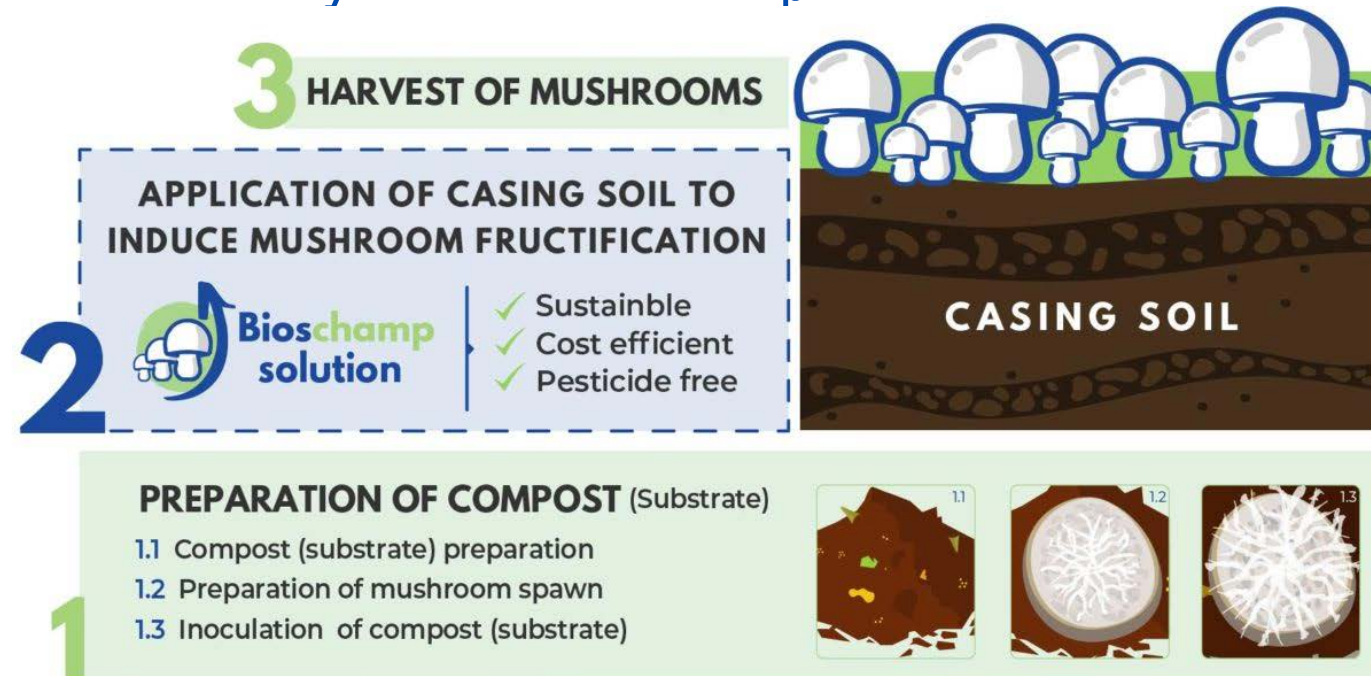 3 HARVEST OF MUSHROOMS
APPLICATION OF CASING SOIL TO
INDUCE MUSHROOM FRUCTIFICATION
2
Bioschamp
solution
✓ Sustainble
✓ Cost efficient
✓ Pesticide free
CASING SOIL
1
PREPARATION OF COMPOST (Substrate)
1.1 Compost (substrate) preparation
1.2 Preparation of mushroom spawn
1.3 Inoculation of compost (substrate)
1.1
1.2
1.3